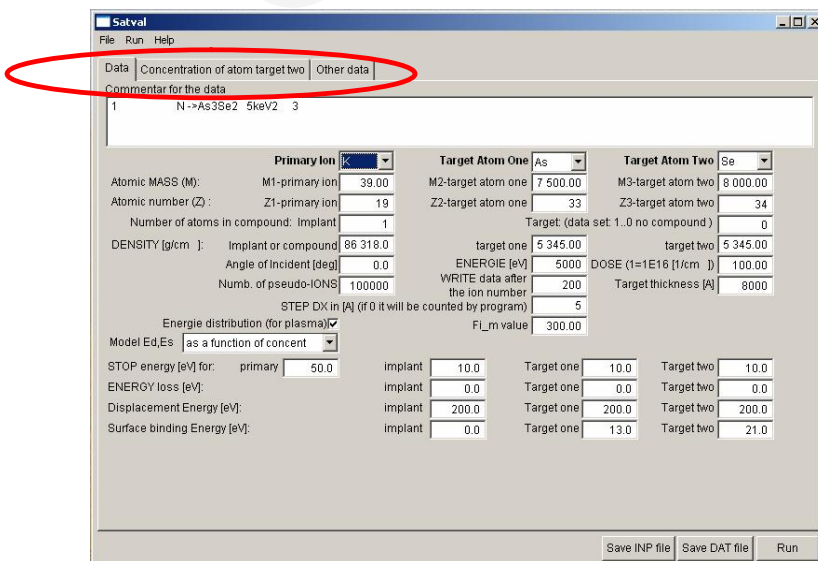 Satval
File Run Help
Data Concentration of atom target two Other data
Commentar for the data
1 N->As3Se2 5keV2 3
Primary Ion K Target Atom One As Target Atom Two Se
Atomic MASS (M): M1-primary ion 39.00 M2-target atom one 7 500.00 M3-target atom two 8 000.00
Atomic number (Z) : Z1-primary ion 19 Z2-target atom one 33 Z3-target atom two 34
Number of atoms in compound: Implant 1 Target: (data set: 1..0 no compound ) 0
DENSITY [g/cm ]: Implant or compound 86 318.0 target one 5 345.00 target two 5 345.00
Angle of Incident [deg] 0.0 ENERGIE [eV] 5000 DOSE (1=1E16 [1/cm ]) 100.00
Numb. of pseudo-IONS 100000 WRITE data after the ion number 200 Target thickness [A] 8000
STEP DX in [A] (if 0 it will be counted by program) 5
Energie distribution (for plasma) Fi_m value 300.00
Model Ed,Es as a function of concent
STOP energy [eV] for: primary 50.0 implant 10.0 Target one 10.0 Target two 10.0
ENERGY loss [eV]: implant 0.0 Target one 0.0 Target two 0.0
Displacement Energy [eV]: implant 200.0 Target one 200.0 Target two 200.0
Surface binding Energy [eV]: implant 0.0 Target one 13.0 Target two 21.0
Save INP file Save DAT file Run